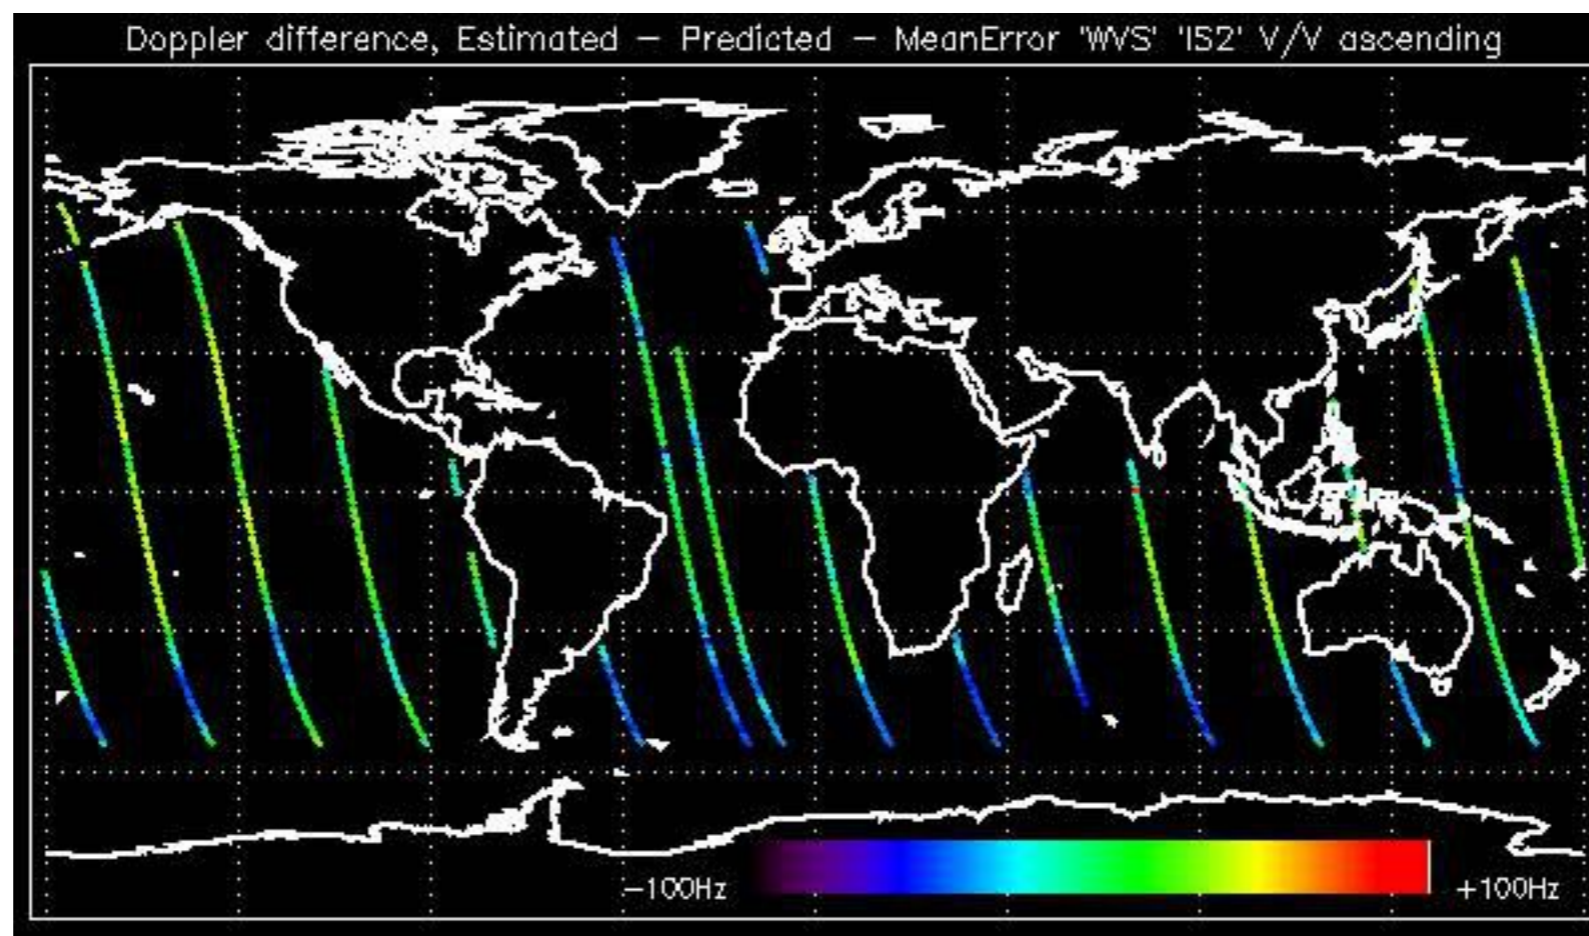 Doppler difference, Estimated – Predicted – MeanError 'WVS' 'IS2' V/V ascending
–100Hz +100Hz